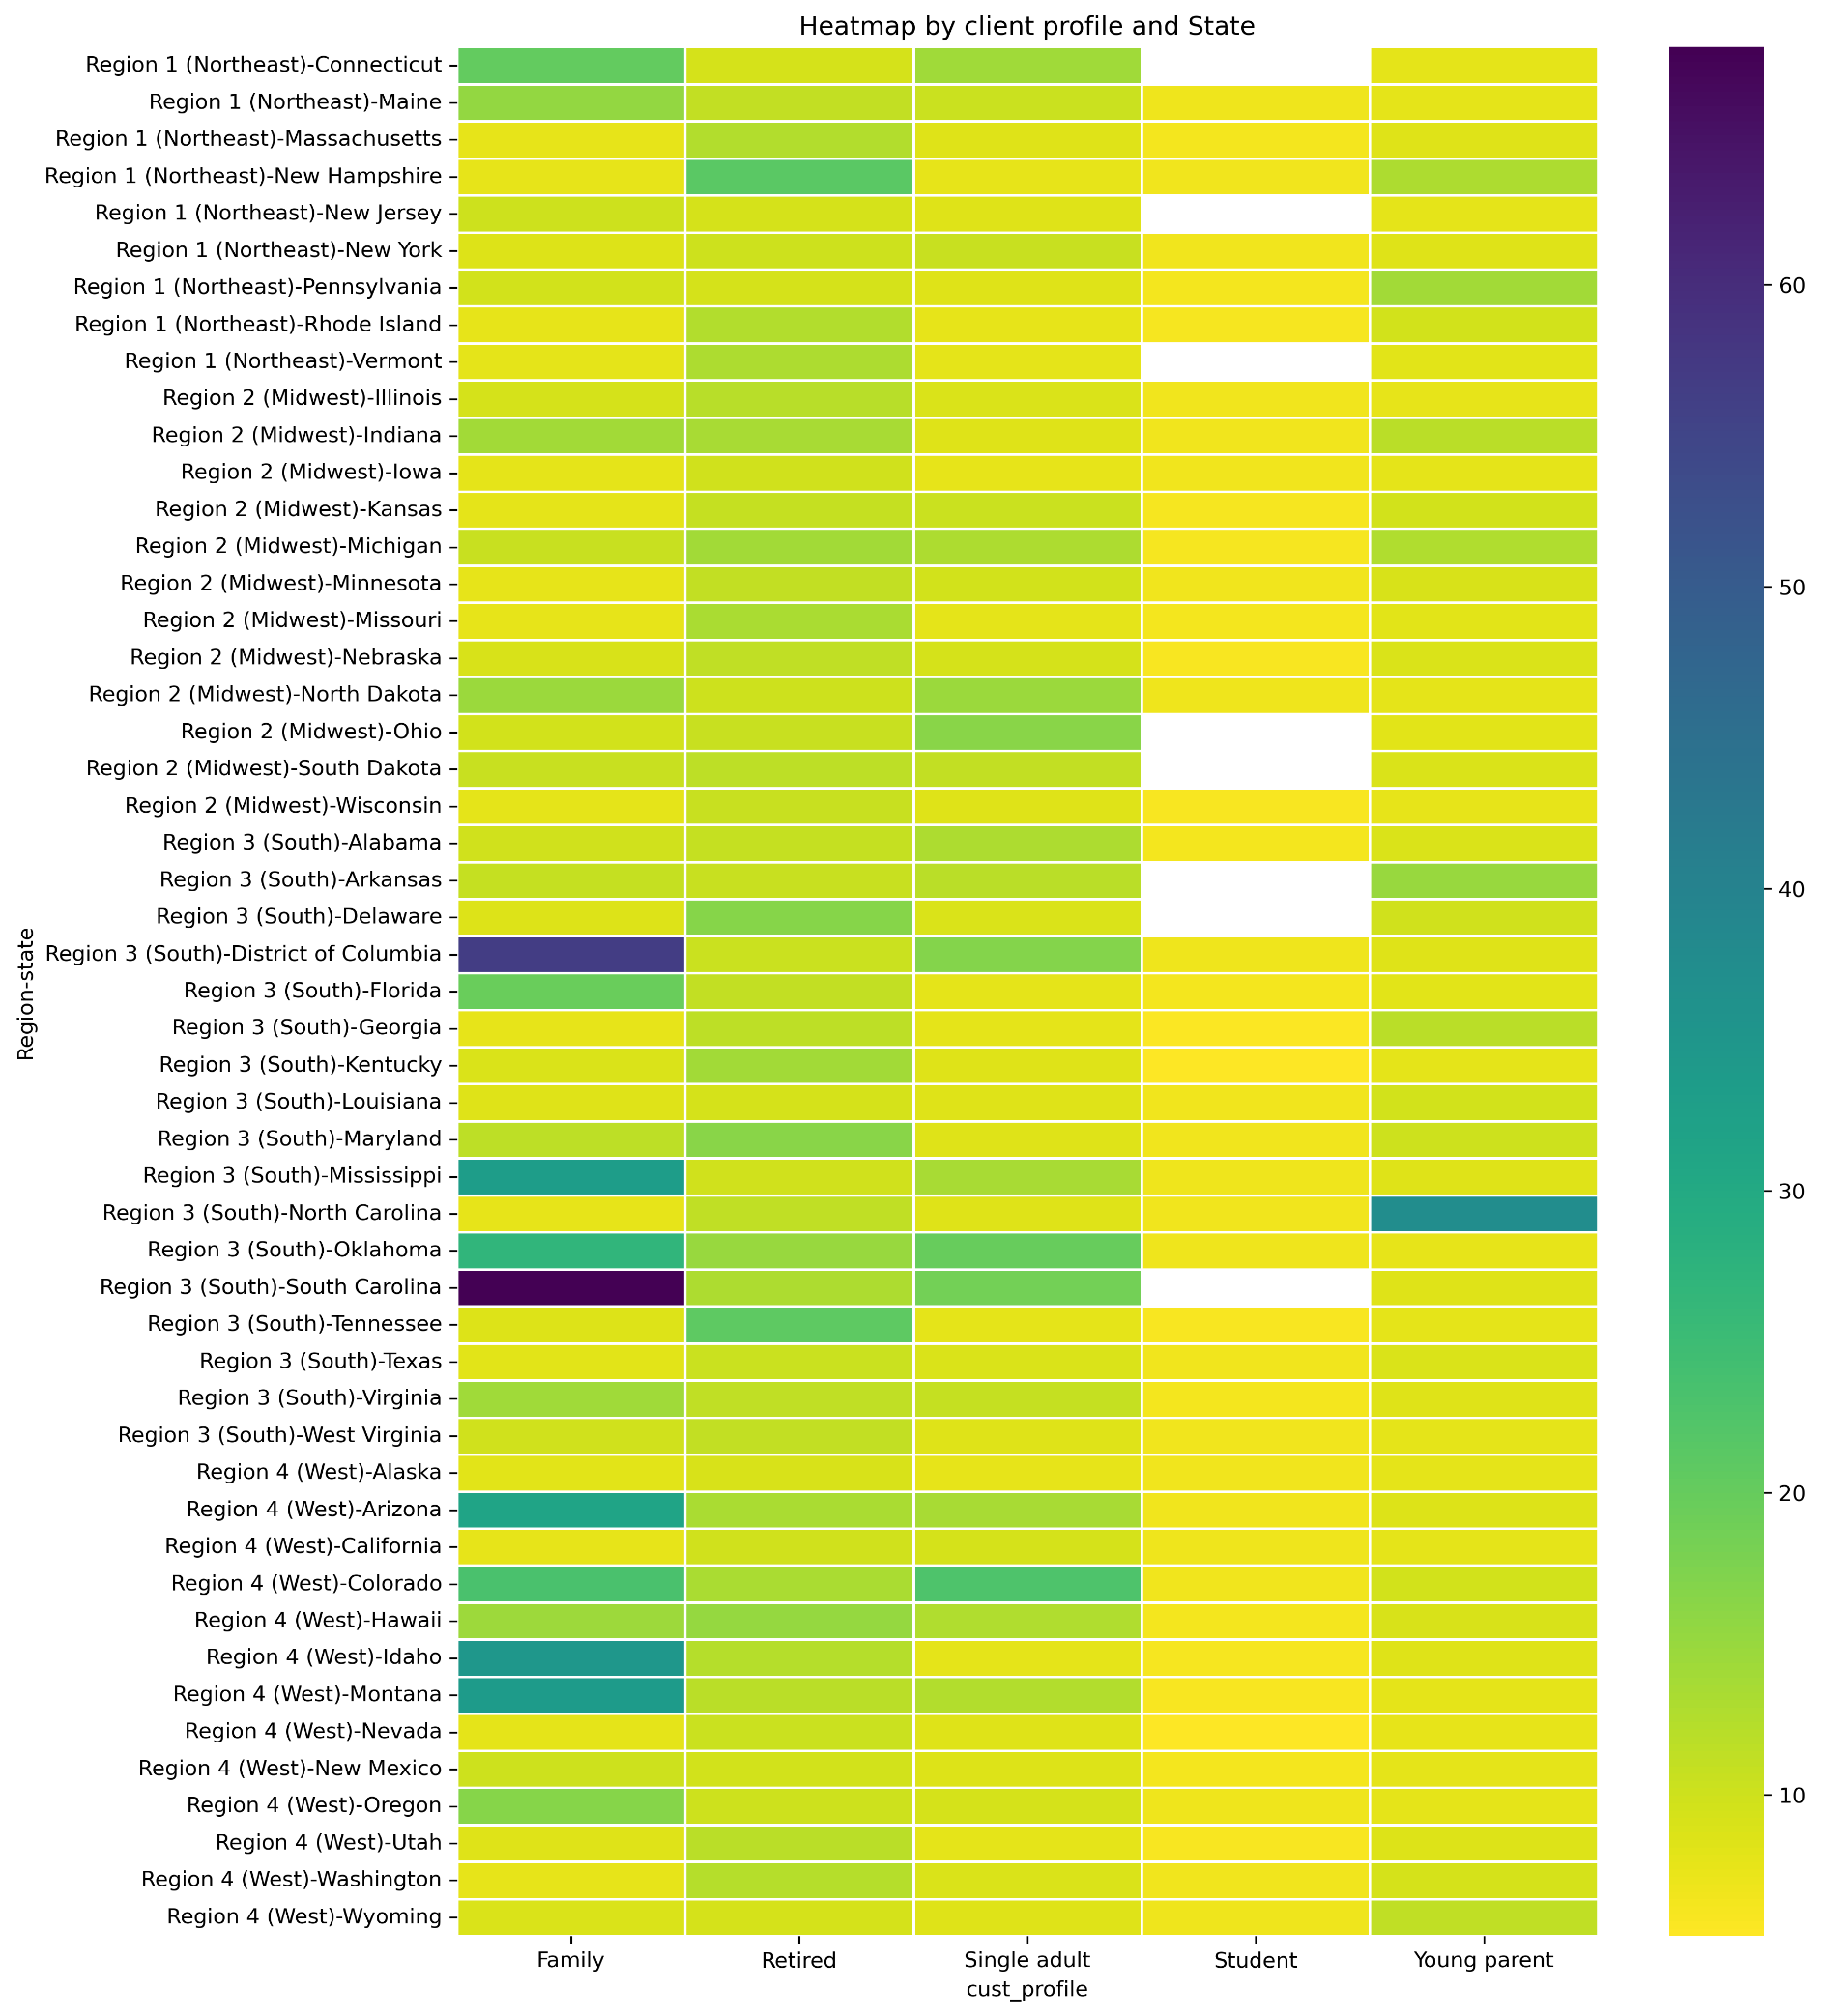 Heatmap by client profile and State
Region-state
Region 1 (Northeast)-Connecticut
Region 1 (Northeast)-Maine
Region 1 (Northeast)-Massachusetts
Region 1 (Northeast)-New Hampshire
Region 1 (Northeast)-New Jersey
Region 1 (Northeast)-New York
Region 1 (Northeast)-Pennsylvania
Region 1 (Northeast)-Rhode Island
Region 1 (Northeast)-Vermont
Region 2 (Midwest)-Illinois
Region 2 (Midwest)-Indiana
Region 2 (Midwest)-Iowa
Region 2 (Midwest)-Kansas
Region 2 (Midwest)-Michigan
Region 2 (Midwest)-Minnesota
Region 2 (Midwest)-Missouri
Region 2 (Midwest)-Nebraska
Region 2 (Midwest)-North Dakota
Region 2 (Midwest)-Ohio
Region 2 (Midwest)-South Dakota
Region 2 (Midwest)-Wisconsin
Region 3 (South)-Alabama
Region 3 (South)-Arkansas
Region 3 (South)-Delaware
Region 3 (South)-District of Columbia
Region 3 (South)-Florida
Region 3 (South)-Georgia
Region 3 (South)-Kentucky
Region 3 (South)-Louisiana
Region 3 (South)-Maryland
Region 3 (South)-Mississippi
Region 3 (South)-North Carolina
Region 3 (South)-Oklahoma
Region 3 (South)-South Carolina
Region 3 (South)-Tennessee
Region 3 (South)-Texas
Region 3 (South)-Virginia
Region 3 (South)-West Virginia
Region 4 (West)-Alaska
Region 4 (West)-Arizona
Region 4 (West)-California
Region 4 (West)-Colorado
Region 4 (West)-Hawaii
Region 4 (West)-Idaho
Region 4 (West)-Montana
Region 4 (West)-Nevada
Region 4 (West)-New Mexico
Region 4 (West)-Oregon
Region 4 (West)-Utah
Region 4 (West)-Washington
Region 4 (West)-Wyoming
Family Retired Single adult Student Young parent
cust_profile
60
50
40
30
20
10